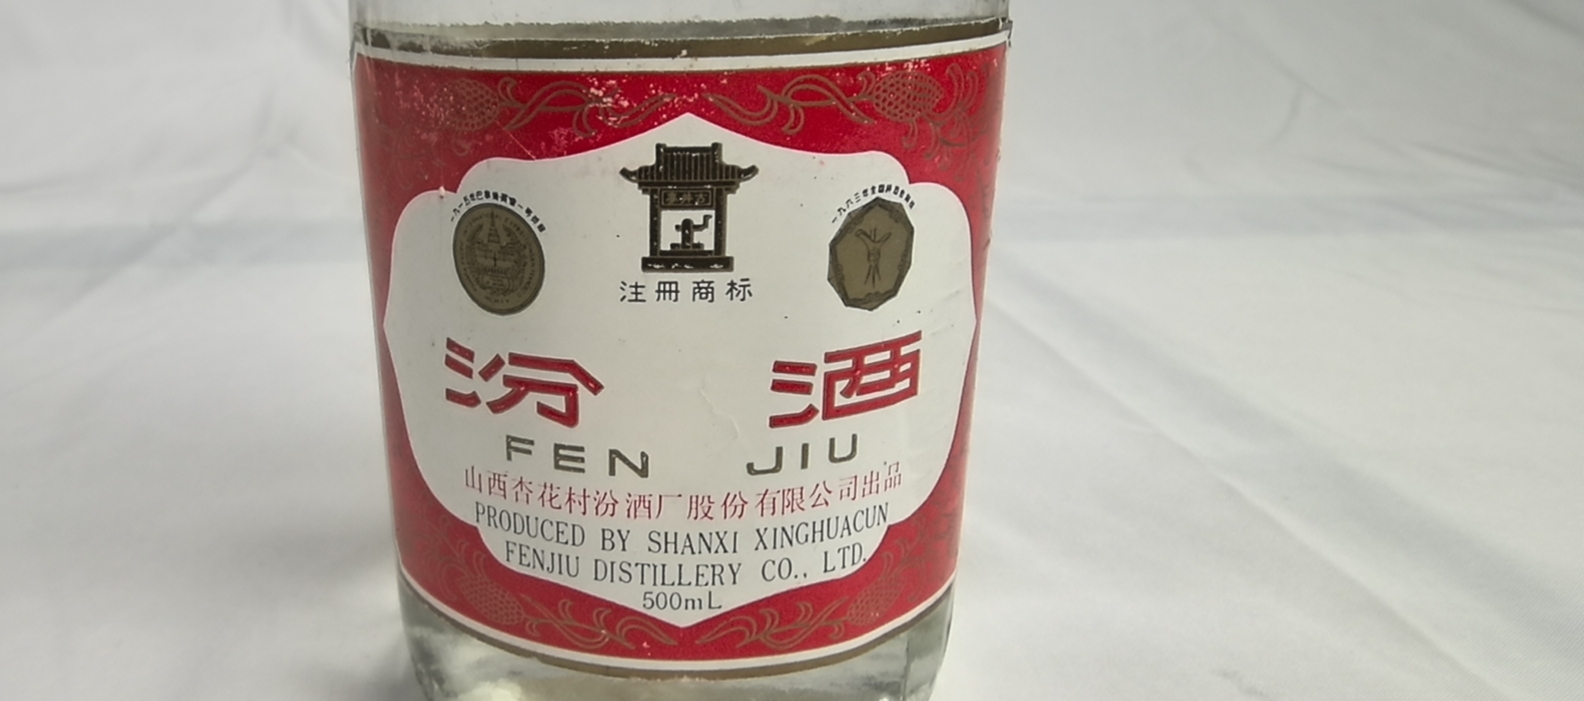 注冊商标
汾酒
FEN JIU
山西杏花村汾酒厂股份有限公司出品
PRODUCED BY SHANXI XINGHUACUN
FENJIU DISTILLERY CO., LTD.
500mL